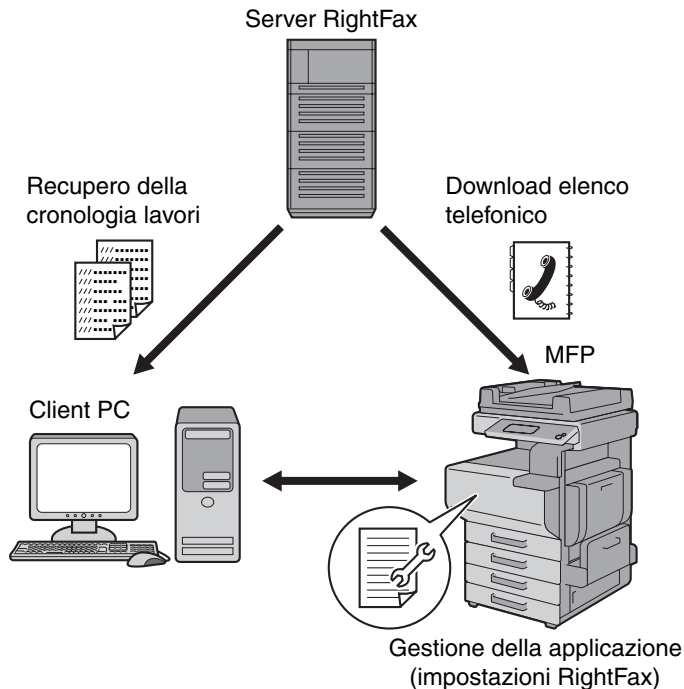 Server RightFax
Recupero della
cronologia lavori
Download elenco
telefonico
MFP
Client PC
Gestione della applicazione
(impostazioni RightFax)